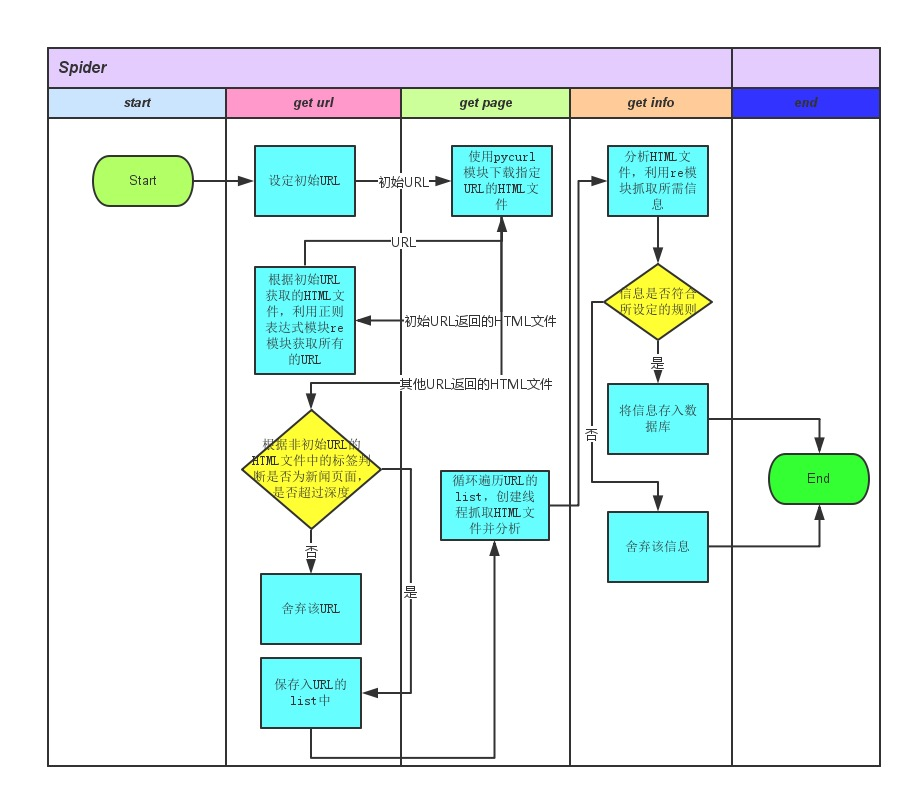 Spider
start
get url
get page
get info
end
Start
设定初始URL
初始URL
使用pycurl
模块下载指定
URL的HTML文
件
分析HTML文
件，利用re模
块抓取所需信
息
URL
根据初始URL
获取的HTML文
件，利用正则
表达式模块re
模块获取所有
的URL
初始URL返回的HTML文件
信息是否符合
所设定的规则
是
其他URL返回的HTML文件
将信息存入数
据库
否
根据非初始URL的
HTML文件中的标签判
断是否为新闻页面，
是否超过深度
循环遍历URL的
list，创建线
程抓取HTML文
件并分析
End
舍弃该信息
否
是
舍弃该URL
保存入URL的
list中